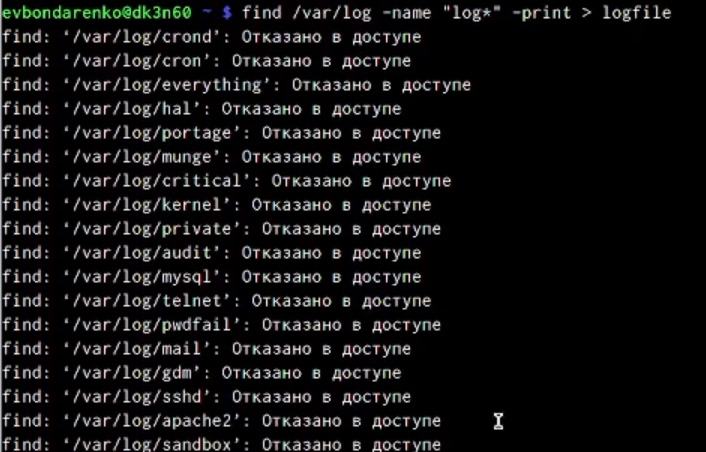 evbondarenko@dk3n60 ~ $ find /var/log -name "log*" -print > logfile
find: ‘/var/log/crond’: Отказано в доступе
find: ‘/var/log/cron’: Отказано в доступе
find: ‘/var/log/everything’: Отказано в доступе
find: ‘/var/log/hal’: Отказано в доступе
find: ‘/var/log/portage’: Отказано в доступе
find: ‘/var/log/munge’: Отказано в доступе
find: ‘/var/log/critical’: Отказано в доступе
find: ‘/var/log/kernel’: Отказано в доступе
find: ‘/var/log/private’: Отказано в доступе
find: ‘/var/log/audit’: Отказано в доступе
find: ‘/var/log/mysql’: Отказано в доступе
find: ‘/var/log/telnet’: Отказано в доступе
find: ‘/var/log/pwdfail’: Отказано в доступе
find: ‘/var/log/mail’: Отказано в доступе
find: ‘/var/log/gdm’: Отказано в доступе
find: ‘/var/log/sshd’: Отказано в доступе
find: ‘/var/log/apache2’: Отказано в доступе
find: ‘/var/log/sandbox’: Отказано в доступе